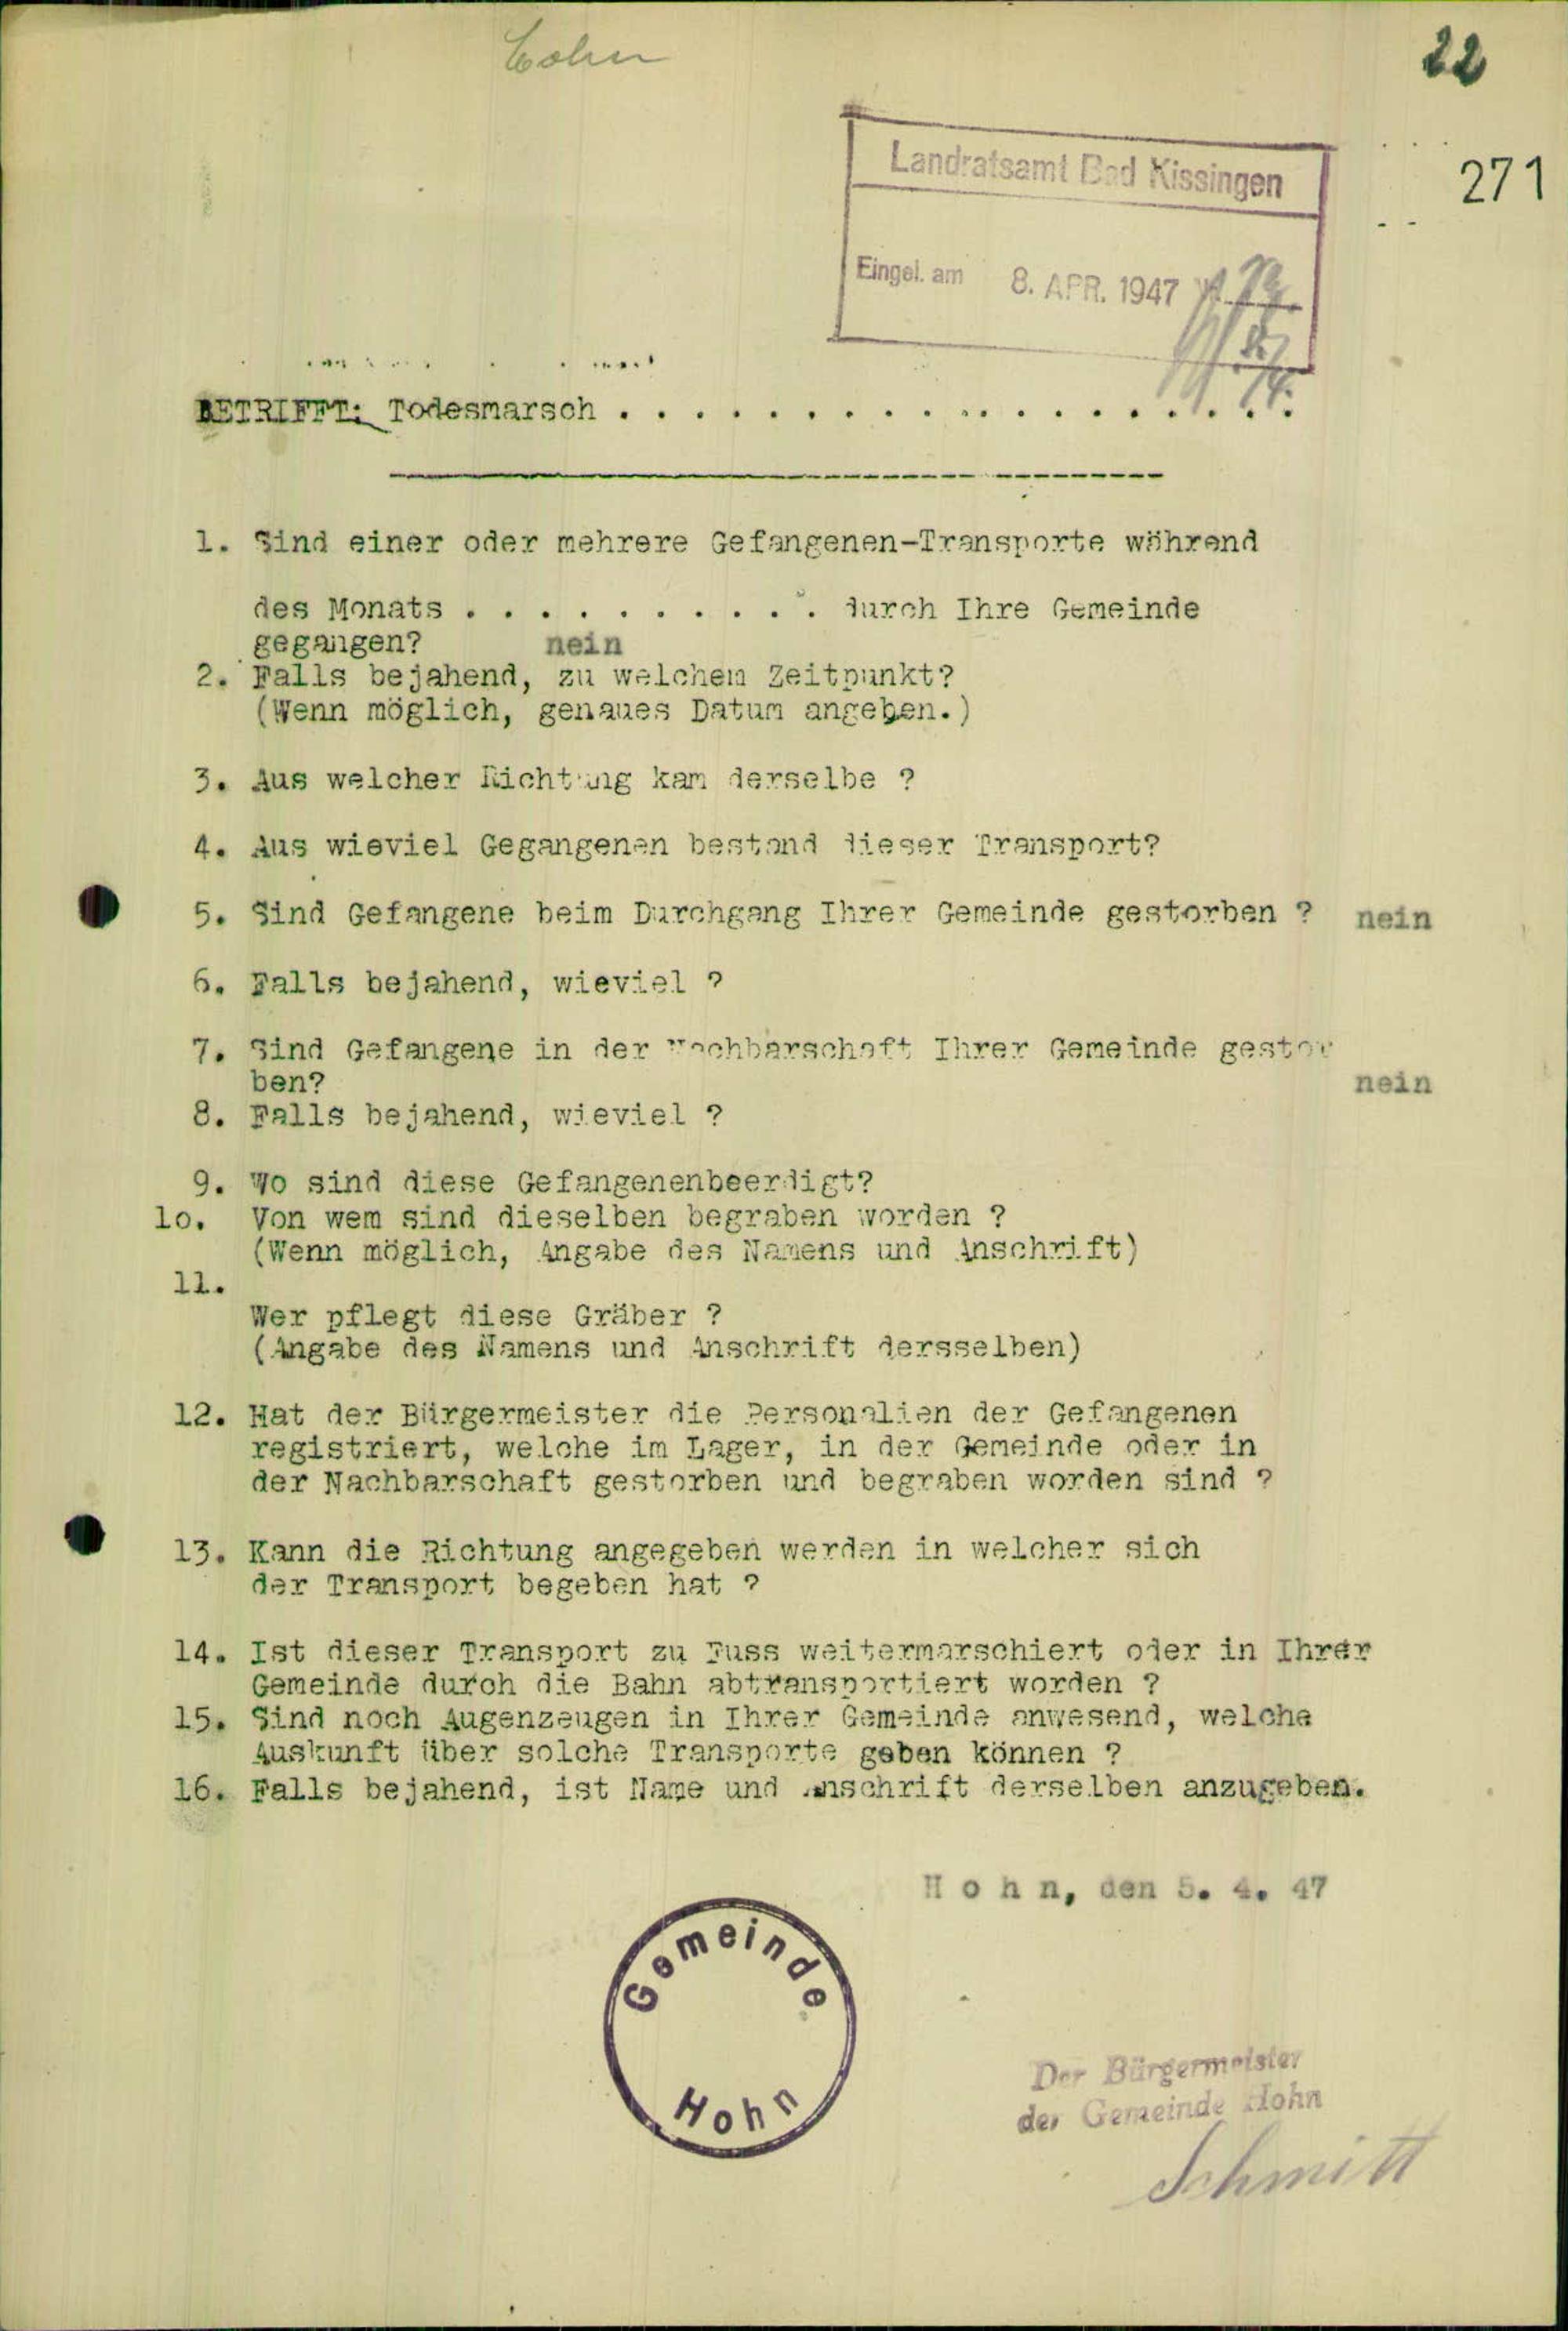 22
Landratsamt Bad Kissingen
271
Eingel. am 8. APR. 1947
BETRIFFT: Todesmarsch . . . . . . . . . . . . . . . . . . .
1. Sind einer oder mehrere Gefangenen-Transporte während
des Monats . . . . . . . . . . . durch Ihre Gemeinde
gegangen? nein
2. Falls bejahend, zu welchem Zeitpunkt?
(Wenn möglich, genaues Datum angeben.)
3. Aus welcher Richtung kam derselbe ?
4. Aus wieviel Gegangenen bestand dieser Transport?
5. Sind Gefangene beim Durchgang Ihrer Gemeinde gestorben ? nein
6. Falls bejahend, wieviel ?
7. Sind Gefangene in der Nachbarschaft Ihrer Gemeinde gestor
ben? nein
8. Falls bejahend, wieviel ?
9. Wo sind diese Gefangenenbeerdigt?
lo. Von wem sind dieselben begraben worden ?
(Wenn möglich, Angabe des Namens und Anschrift)
11.
Wer pflegt diese Gräber ?
(Angabe des Namens und Anschrift dersselben)
12. Hat der Bürgermeister die Personalien der Gefangenen
registriert, welche im Lager, in der Gemeinde oder in
der Nachbarschaft gestorben und begraben worden sind ?
13. Kann die Richtung angegeben werden in welcher sich
der Transport begeben hat ?
14. Ist dieser Transport zu Fuss weitermarschiert oder in Ihrer
Gemeinde durch die Bahn abtransportiert worden ?
15. Sind noch Augenzeugen in Ihrer Gemeinde anwesend, welche
Auskunft über solche Transporte geben können ?
16. Falls bejahend, ist Name und Anschrift derselben anzugeben.
H o h n, den 5. 4. 47
Gemeinde
Hohn
Der Bürgermeister
der Gemeinde Hohn
Schmitt